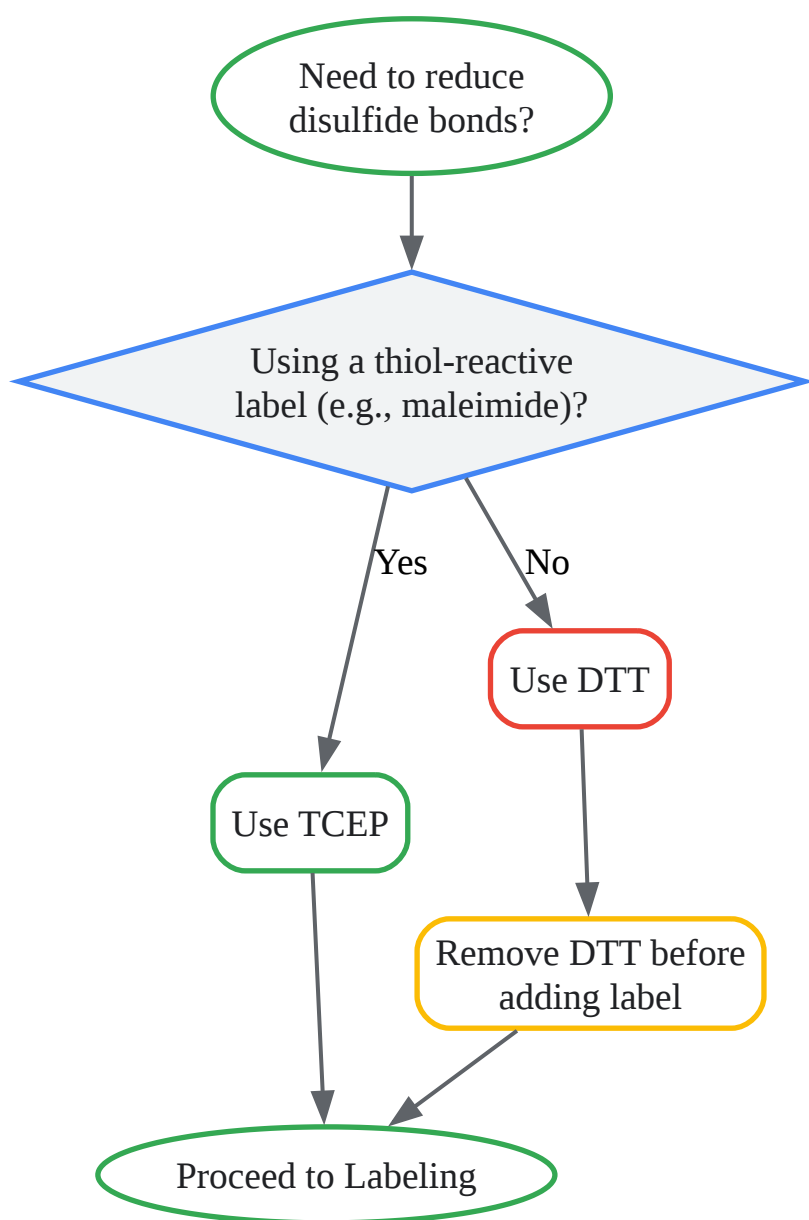 Need to reduce
disulfide bonds?
Using a thiol-reactive
label (e.g., maleimide)?
Yes
No
Use DTT
Use TCEP
Remove DTT before
adding label
Proceed to Labeling